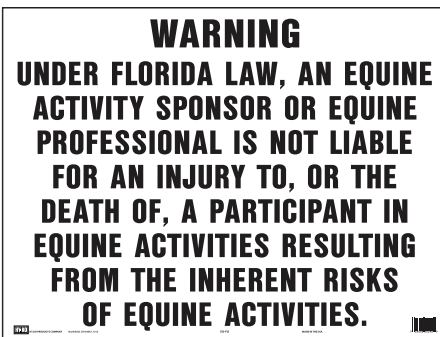 WARNING
UNDER FLORIDA LAW, AN EQUINE
ACTIVITY SPONSOR OR EQUINE
PROFESSIONAL IS NOT LIABLE
FOR AN INJURY TO, OR THE
DEATH OF, A PARTICIPANT IN
EQUINE ACTIVITIES RESULTING
FROM THE INHERENT RISKS
OF EQUINE ACTIVITIES.